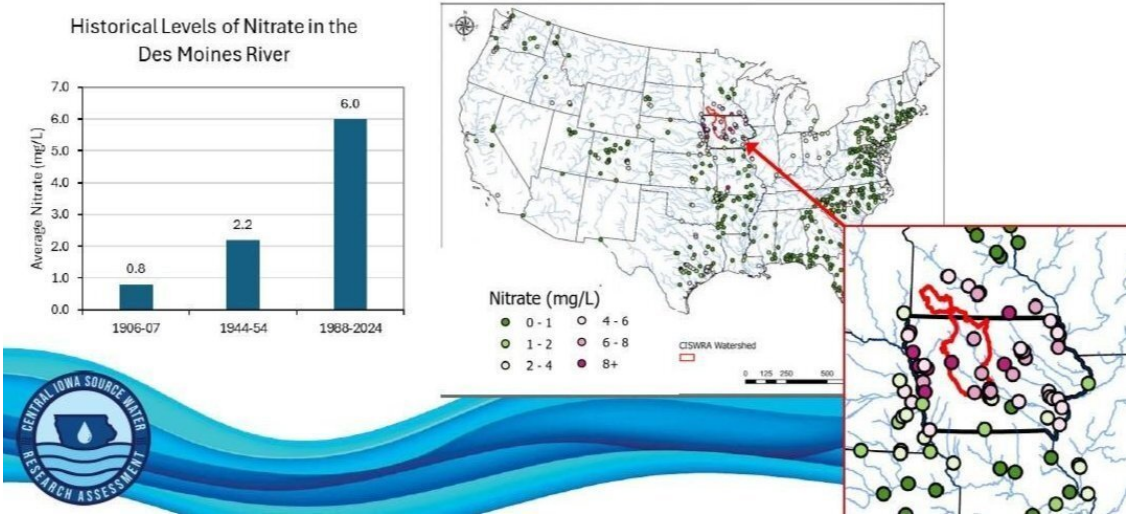 Historical Levels of Nitrate in the
Des Moines River
Average Nitrate (mg/L)
7.0
6.0
5.0
4.0
3.0
2.0
1.0
0.0
0.8
2.2
6.0
1906-07
1944-54
1988-2024
Nitrate (mg/L)
0 - 1
1 - 2
2 - 4
4 - 6
6 - 8
8+
CISWRA Watershed
0 125 250 500
CENTRAL IOWA SOURCE WATER
RESEARCH ASSESSMENT